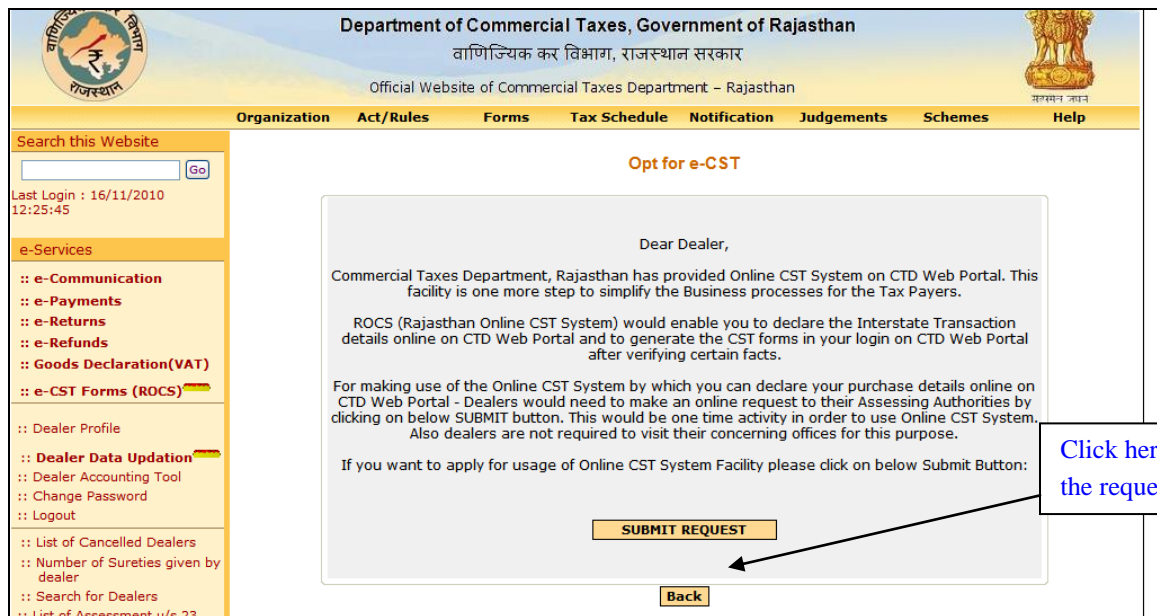 Department of Commercial Taxes, Government of Rajasthan
वाणिज्यिक कर विभाग, राजस्थान सरकार
Official Website of Commercial Taxes Department – Rajasthan
वाणिज्यिक कर विभाग
राजस्थान
Organization Act/Rules Forms Tax Schedule Notification Judgements Schemes Help
Search this Website
Go
Last Login : 16/11/2010
12:25:45
e-Services
:: e-Communication
:: e-Payments
:: e-Returns
:: e-Refunds
:: Goods Declaration(VAT)
:: e-CST Forms (ROCS)
:: Dealer Profile
:: Dealer Data Updation
:: Dealer Accounting Tool
:: Change Password
:: Logout
:: List of Cancelled Dealers
:: Number of Sureties given by
dealer
:: Search for Dealers
:: List of Assessment u/s 23
Opt for e-CST
Dear Dealer,
Commercial Taxes Department, Rajasthan has provided Online CST System on CTD Web Portal. This
facility is one more step to simplify the Business processes for the Tax Payers.
ROCS (Rajasthan Online CST System) would enable you to declare the Interstate Transaction
details online on CTD Web Portal and to generate the CST forms in your login on CTD Web Portal
after verifying certain facts.
For making use of the Online CST System by which you can declare your purchase details online on
CTD Web Portal - Dealers would need to make an online request to their Assessing Authorities by
clicking on below SUBMIT button. This would be one time activity in order to use Online CST System.
Also dealers are not required to visit their concerning offices for this purpose.
If you want to apply for usage of Online CST System Facility please click on below Submit Button:
SUBMIT REQUEST
Back
Click her
the reque